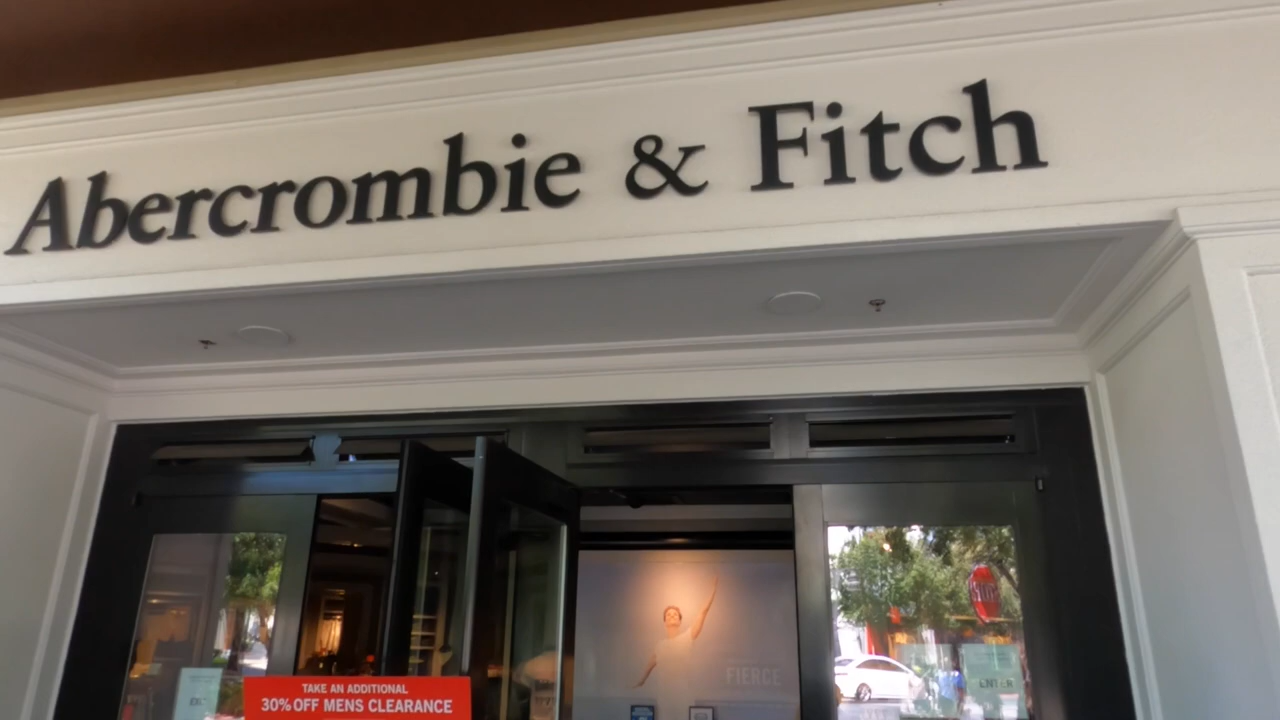 Abercrombie & Fitch
FIERCE
ENTER
TAKE AN ADDITIONAL
30% OFF MENS CLEARANCE